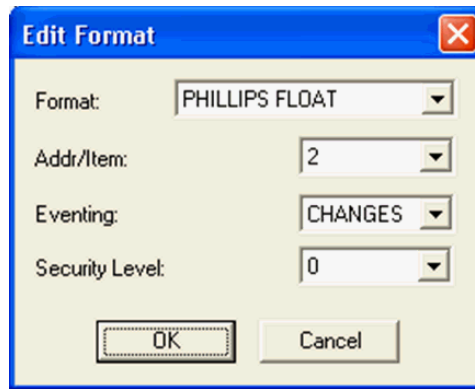 Edit Format
Format: PHILLIPS FLOAT
Addr/Item: 2
Eventing: CHANGES
Security Level: 0
OK Cancel